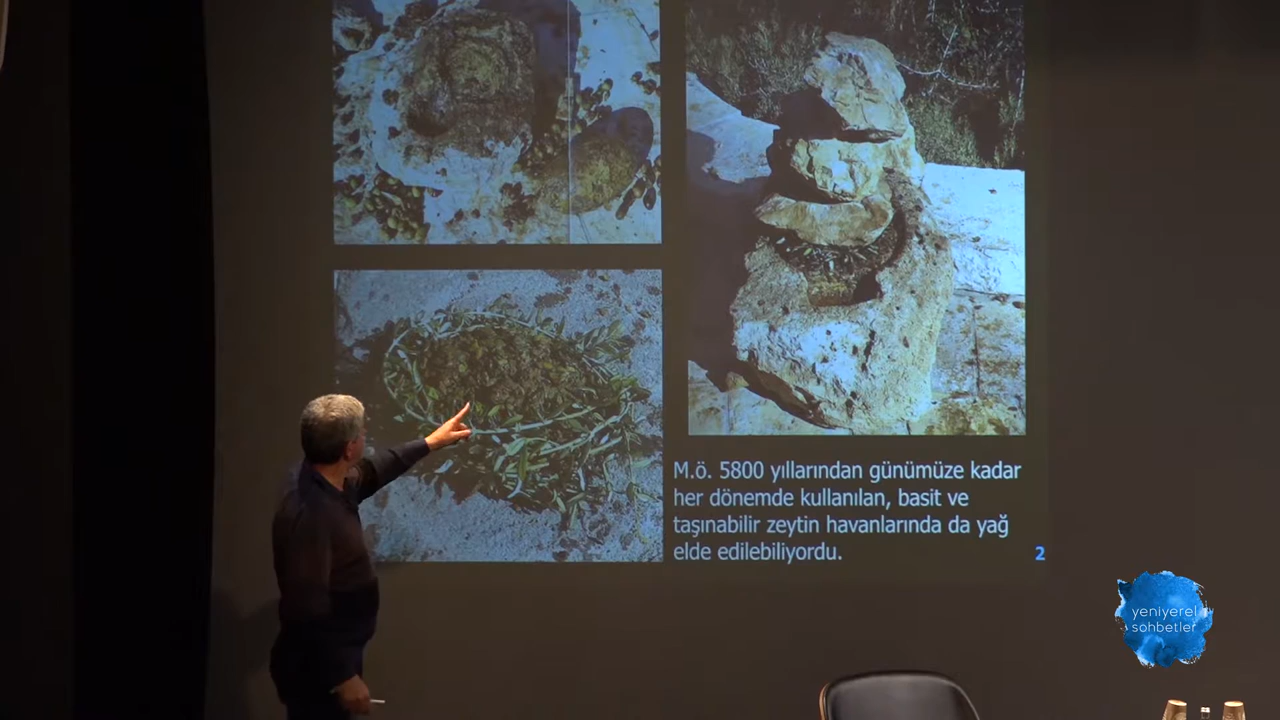 M.ö. 5800 yıllarından günümüze kadar
her dönemde kullanılan, basit ve
taşınabilir zeytin havanlarında da yağ
elde edilebiliyordu.
2
yeniyerel
sohbetler